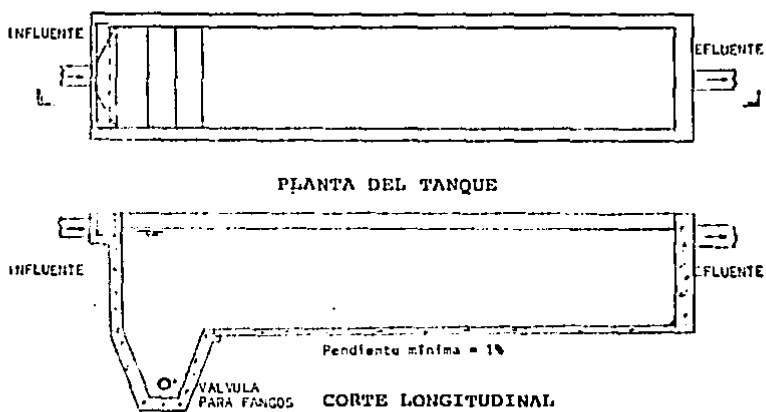 INFLUENTE
EFLUENTE
PLANTA DEL TANQUE
INFLUENTE
EFLUENTE
Pendiente mínima = 1%
VALVULA
PARA FANGOS
CORTE LONGITUDINAL